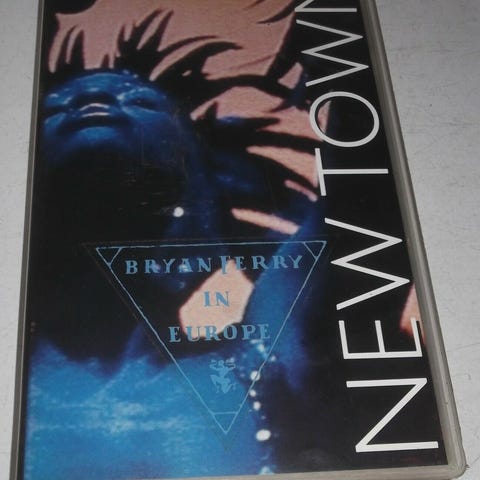 BRYAN FERRY
IN
EUROPE
NEW TOWN